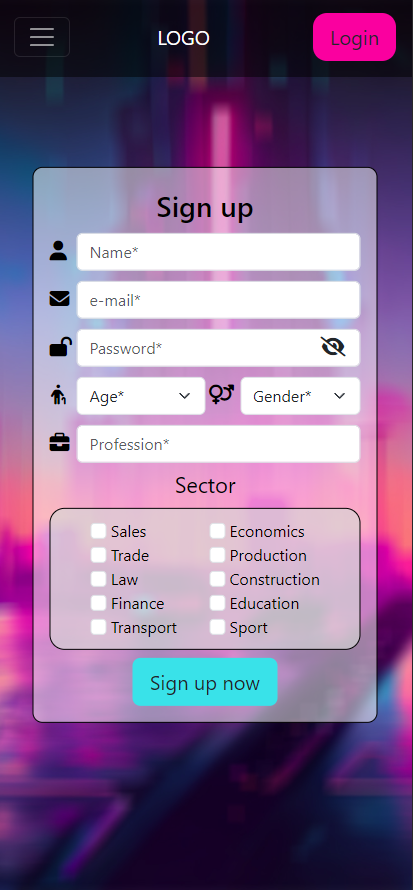 LOGO
Login
Sign up
Name*
e-mail*
Password*
Age*
Gender*
Profession*
Sector
Sales
Economics
Trade
Production
Law
Construction
Finance
Education
Transport
Sport
Sign up now